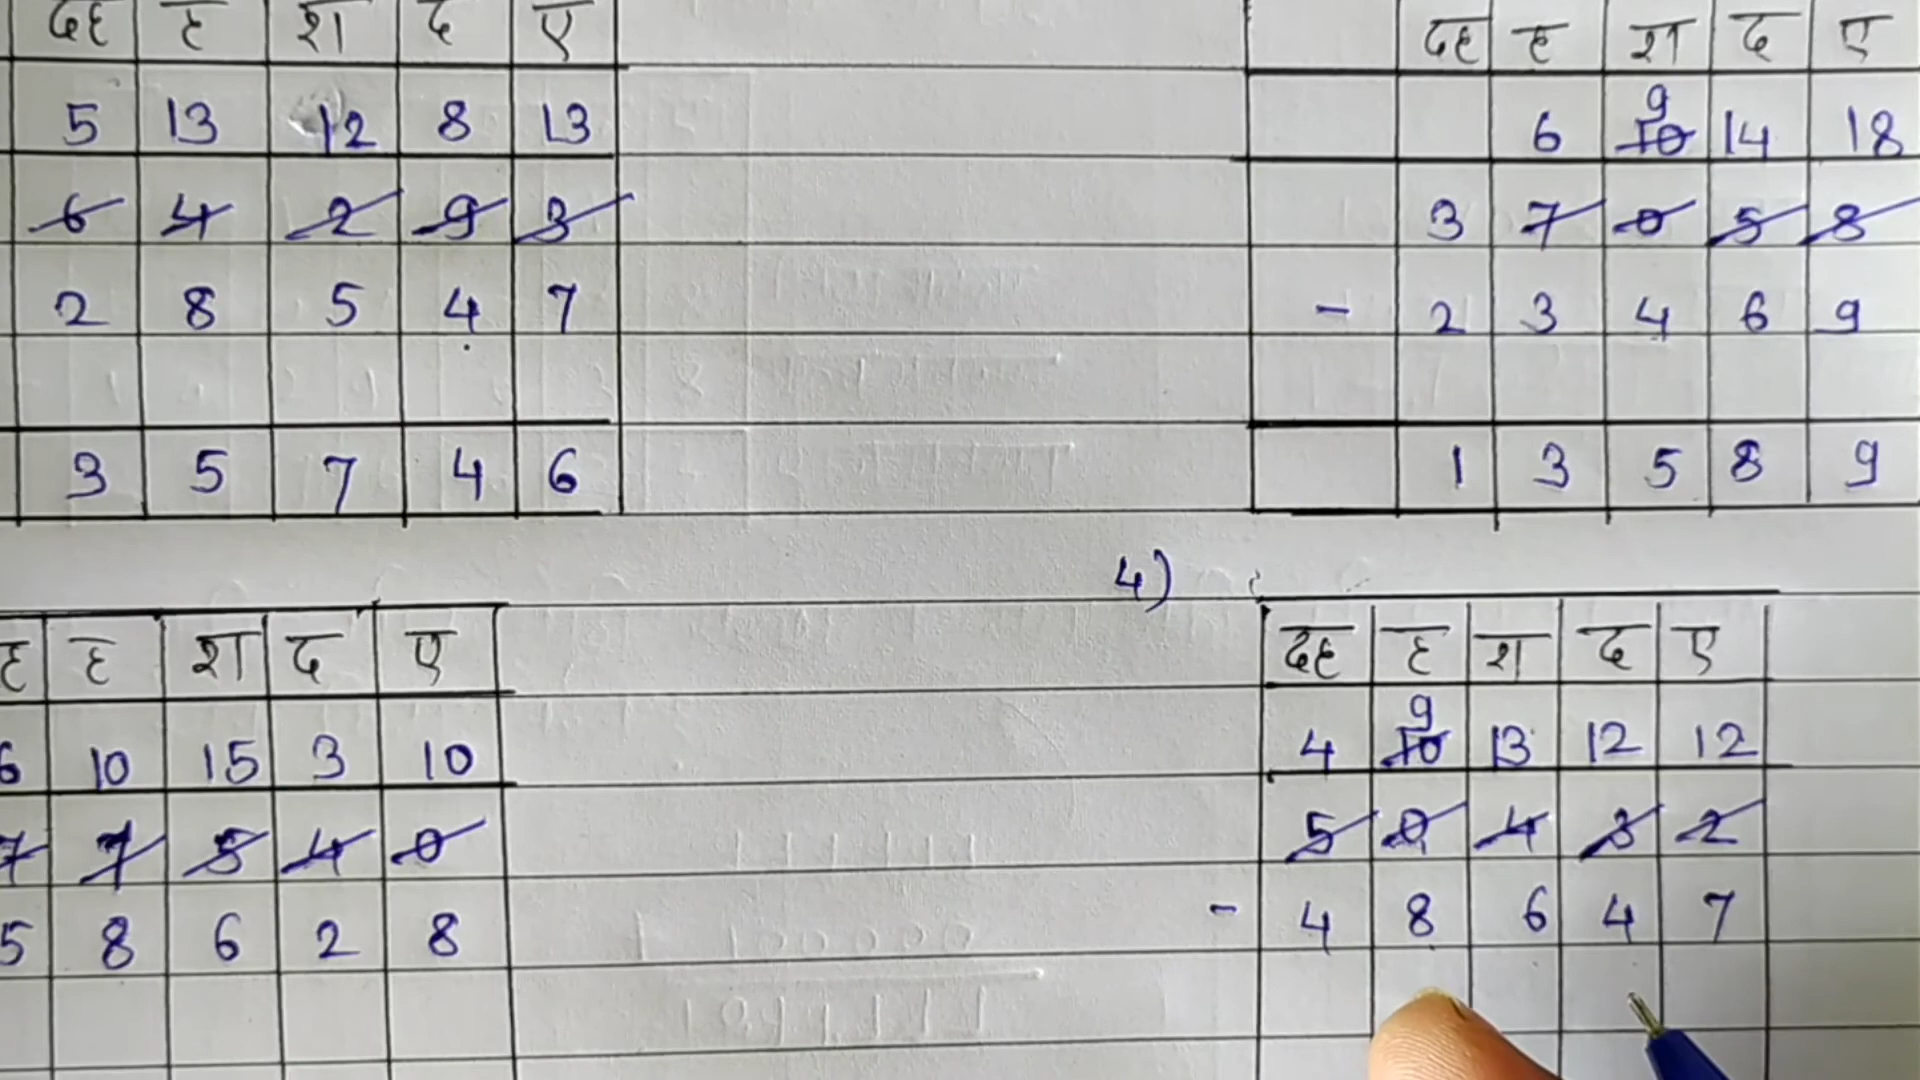 दह ह श द ए
5 13 12 8 13
6 4 2 9 3
2 8 5 4 7
3 5 7 4 6
दह ह श द ए
9
6 10 14 18
3 7 0 5 8
- 2 3 4 6 9
1 3 5 8 9
ह ह श द ए
6 10 15 3 10
7 7 5 4 0
5 8 6 2 8
4)
दह ह श द ए
9
4 10 13 12 12
5 0 4 3 2
- 4 8 6 4 7